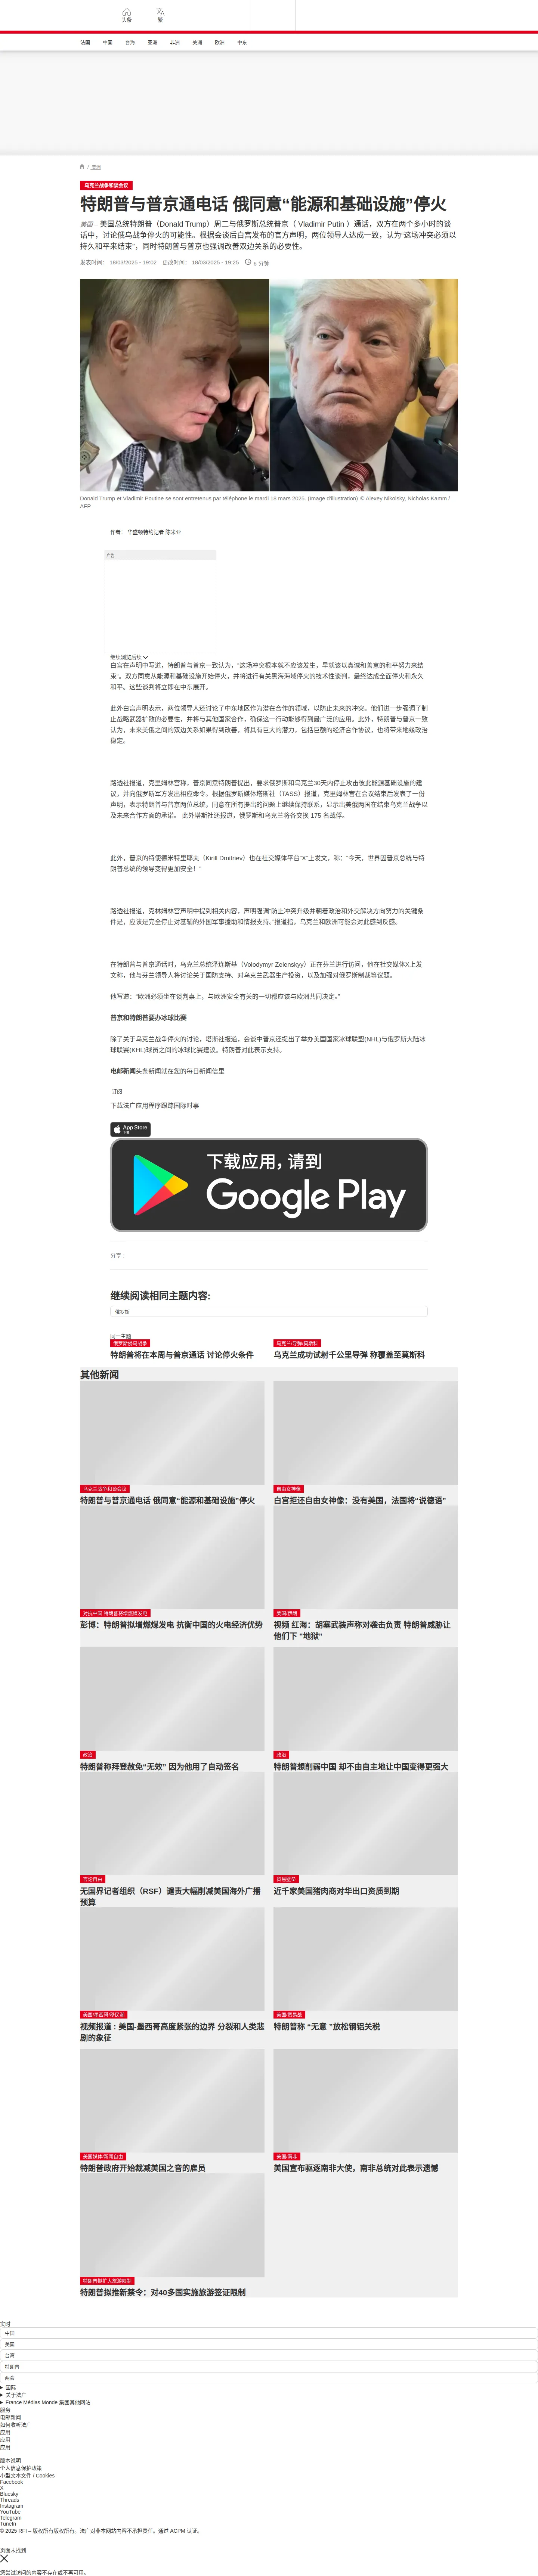 头条
繁
法国
中国
台海
亚洲
非洲
美洲
欧洲
中东
/ 美洲
乌克兰战争和谈会议
特朗普与普京通电话 俄同意“能源和基础设施”停火
美国 – 美国总统特朗普（Donald Trump）周二与俄罗斯总统普京（ Vladimir Putin ）通话，双方在两个多小时的谈
话中，讨论俄乌战争停火的可能性。根据会谈后白宫发布的官方声明，两位领导人达成一致，认为“这场冲突必须以
持久和平来结束”，同时特朗普与普京也强调改善双边关系的必要性。
发表时间： 18/03/2025 - 19:02 更改时间： 18/03/2025 - 19:25 6 分钟
Donald Trump et Vladimir Poutine se sont entretenus par téléphone le mardi 18 mars 2025. (Image d'illustration) © Alexey Nikolsky, Nicholas Kamm /
AFP
作者： 华盛顿特约记者 陈米亚
广告
继续浏览后续
白宫在声明中写道，特朗普与普京一致认为，“这场冲突根本就不应该发生，早就该以真诚和善意的和平努力来结
束”。双方同意从能源和基础设施开始停火，并将进行有关黑海海域停火的技术性谈判，最终达成全面停火和永久
和平。这些谈判将立即在中东展开。
此外白宫声明表示，两位领导人还讨论了中东地区作为潜在合作的领域，以防止未来的冲突。他们进一步强调了制
止战略武器扩散的必要性，并将与其他国家合作，确保这一行动能够得到最广泛的应用。此外，特朗普与普京一致
认为，未来美俄之间的双边关系如果得到改善，将具有巨大的潜力，包括巨额的经济合作协议，也将带来地缘政治
稳定。
路透社报道，克里姆林宫称，普京同意特朗普提出，要求俄罗斯和乌克兰30天内停止攻击彼此能源基础设施的建
议，并向俄罗斯军方发出相应命令。根据俄罗斯媒体塔斯社（TASS）报道，克里姆林宫在会议结束后发表了一份
声明，表示特朗普与普京两位总统，同意在所有提出的问题上继续保持联系，显示出美俄两国在结束乌克兰战争以
及未来合作方面的承诺。 此外塔斯社还报道，俄罗斯和乌克兰将各交换 175 名战俘。
此外，普京的特使德米特里耶夫（Kirill Dmitriev）也在社交媒体平台“X”上发文，称：“今天，世界因普京总统与特
朗普总统的领导变得更加安全！”
路透社报道，克林姆林宫声明中提到相关内容，声明强调“防止冲突升级并朝着政治和外交解决方向努力的关键条
件是，应该是完全停止对基辅的外国军事援助和情报支持。”报道指，乌克兰和欧洲可能会对此感到反感。
在特朗普与普京通话时，乌克兰总统泽连斯基（Volodymyr Zelenskyy）正在芬兰进行访问，他在社交媒体X上发
文称，他与芬兰领导人将讨论关于国防支持、对乌克兰武器生产投资，以及加强对俄罗斯制裁等议题。
他写道：“欧洲必须坐在谈判桌上，与欧洲安全有关的一切都应该与欧洲共同决定。”
普京和特朗普要办冰球比赛
除了关于乌克兰战争停火的讨论，塔斯社报道，会谈中普京还提出了举办美国国家冰球联盟(NHL)与俄罗斯大陆冰
球联赛(KHL)球员之间的冰球比赛建议。特朗普对此表示支持。
电邮新闻头条新闻就在您的每日新闻信里
订阅
下载法广应用程序跟踪国际时事
App Store
下载
下载应用，请到
Google Play
分享 :
继续阅读相同主题内容:
俄罗斯
同一主题
俄罗斯侵乌战争
特朗普将在本周与普京通话 讨论停火条件
乌克兰/导弹/莫斯科
乌克兰成功试射千公里导弹 称覆盖至莫斯科
其他新闻
乌克兰战争和谈会议
特朗普与普京通电话 俄同意“能源和基础设施”停火
自由女神像
白宫拒还自由女神像：没有美国，法国将“说德语”
对抗中国 特朗普将增燃煤发电
彭博：特朗普拟增燃煤发电 抗衡中国的火电经济优势
美国/伊朗
视频 红海：胡塞武装声称对袭击负责 特朗普威胁让
他们下 “地狱”
政治
特朗普称拜登赦免“无效” 因为他用了自动签名
政治
特朗普想削弱中国 却不由自主地让中国变得更强大
言论自由
无国界记者组织（RSF）谴责大幅削减美国海外广播
预算
贸易壁垒
近千家美国猪肉商对华出口资质到期
美国/墨西哥/移民潮
视频报道：美国-墨西哥高度紧张的边界 分裂和人类悲
剧的象征
美国/贸易战
特朗普称 “无意 ”放松钢铝关税
美国媒体/新闻自由
特朗普政府开始裁减美国之音的雇员
美国/南非
美国宣布驱逐南非大使，南非总统对此表示遗憾
特朗普拟扩大旅游限制
特朗普拟推新禁令：对40多国实施旅游签证限制
实时
中国
美国
台湾
特朗普
两会
国际
关于法广
France Médias Monde 集团其他网站
服务
电邮新闻
如何收听法广
应用
应用
应用
版本说明
个人信息保护政策
小型文本文件 / Cookies
Facebook
X
Bluesky
Threads
Instagram
YouTube
Telegram
TuneIn
© 2025 RFI – 版权所有版权所有。法广对非本网站内容不承担责任。通过 ACPM 认证。
页面未找到
您尝试访问的内容不存在或不再可用。